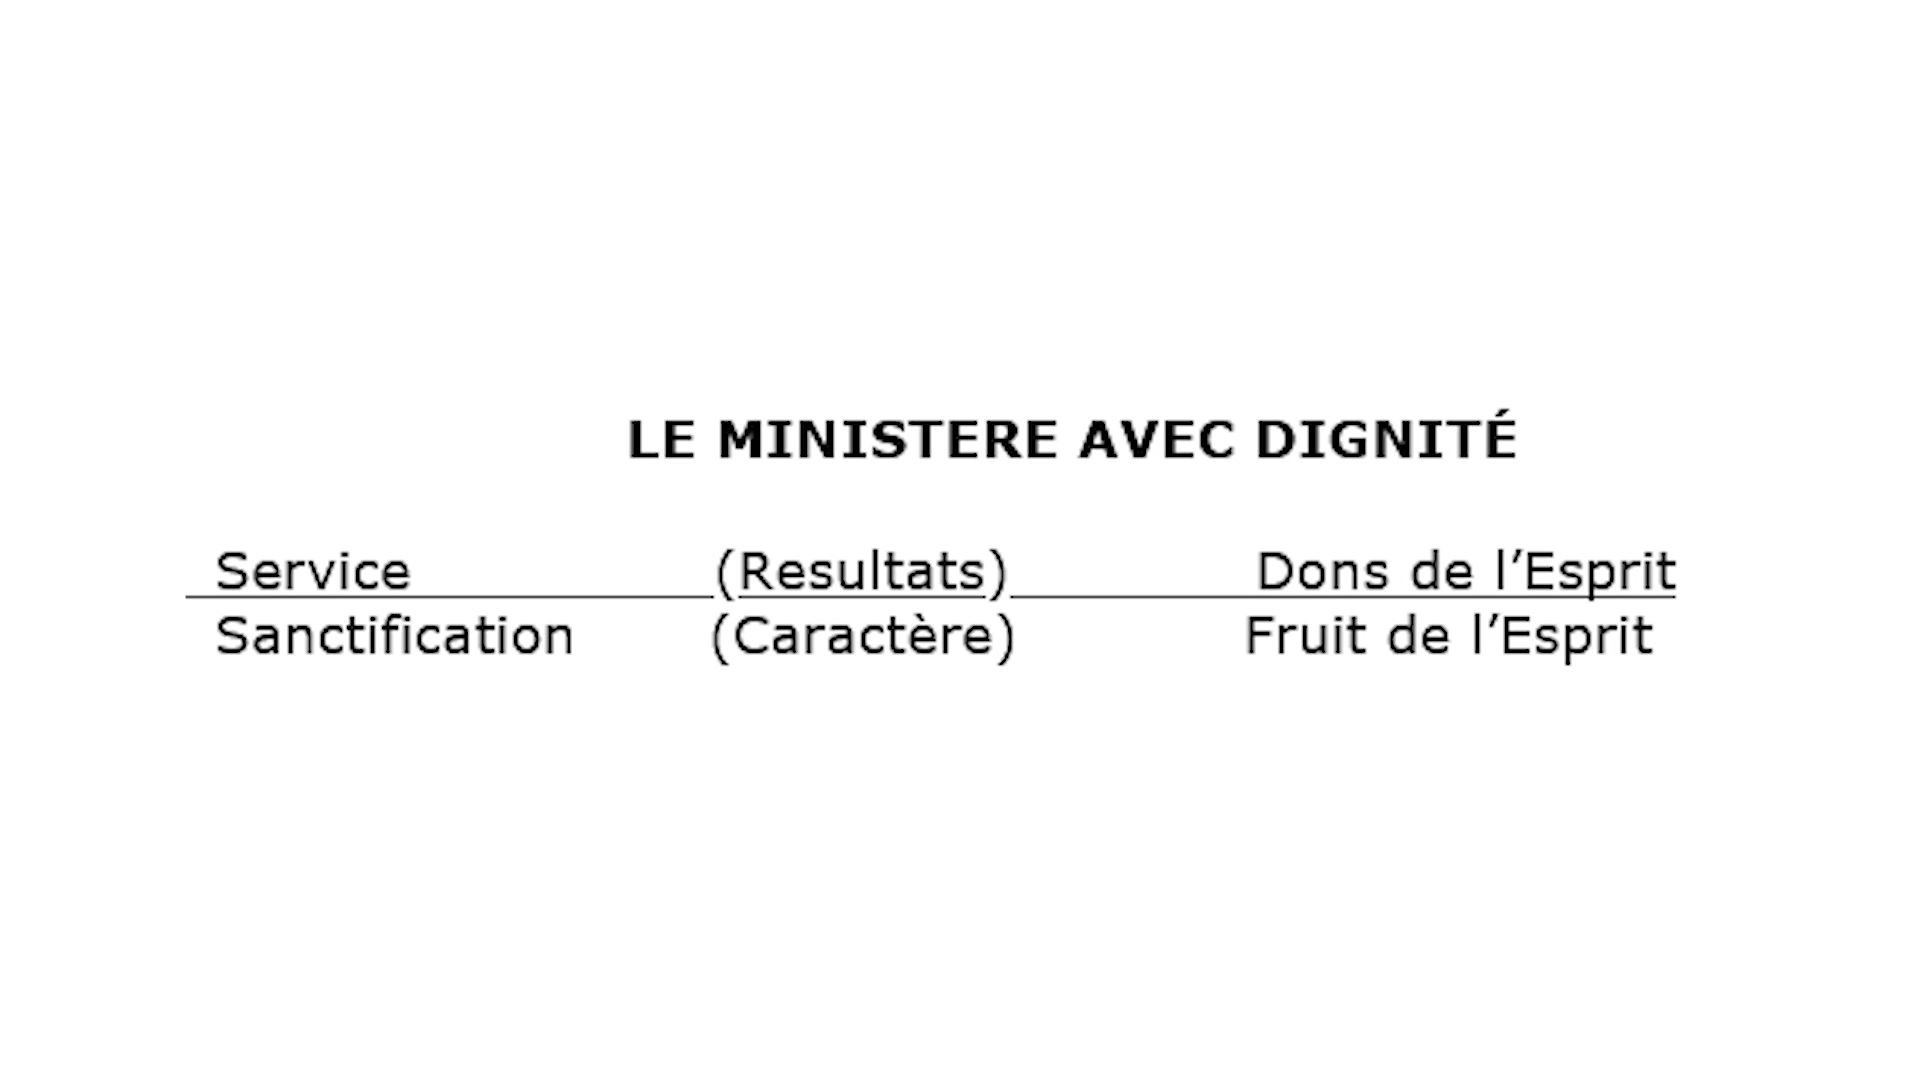 LE MINISTERE AVEC DIGNITÉ
Service (Resultats) Dons de l’Esprit
Sanctification (Caractère) Fruit de l’Esprit